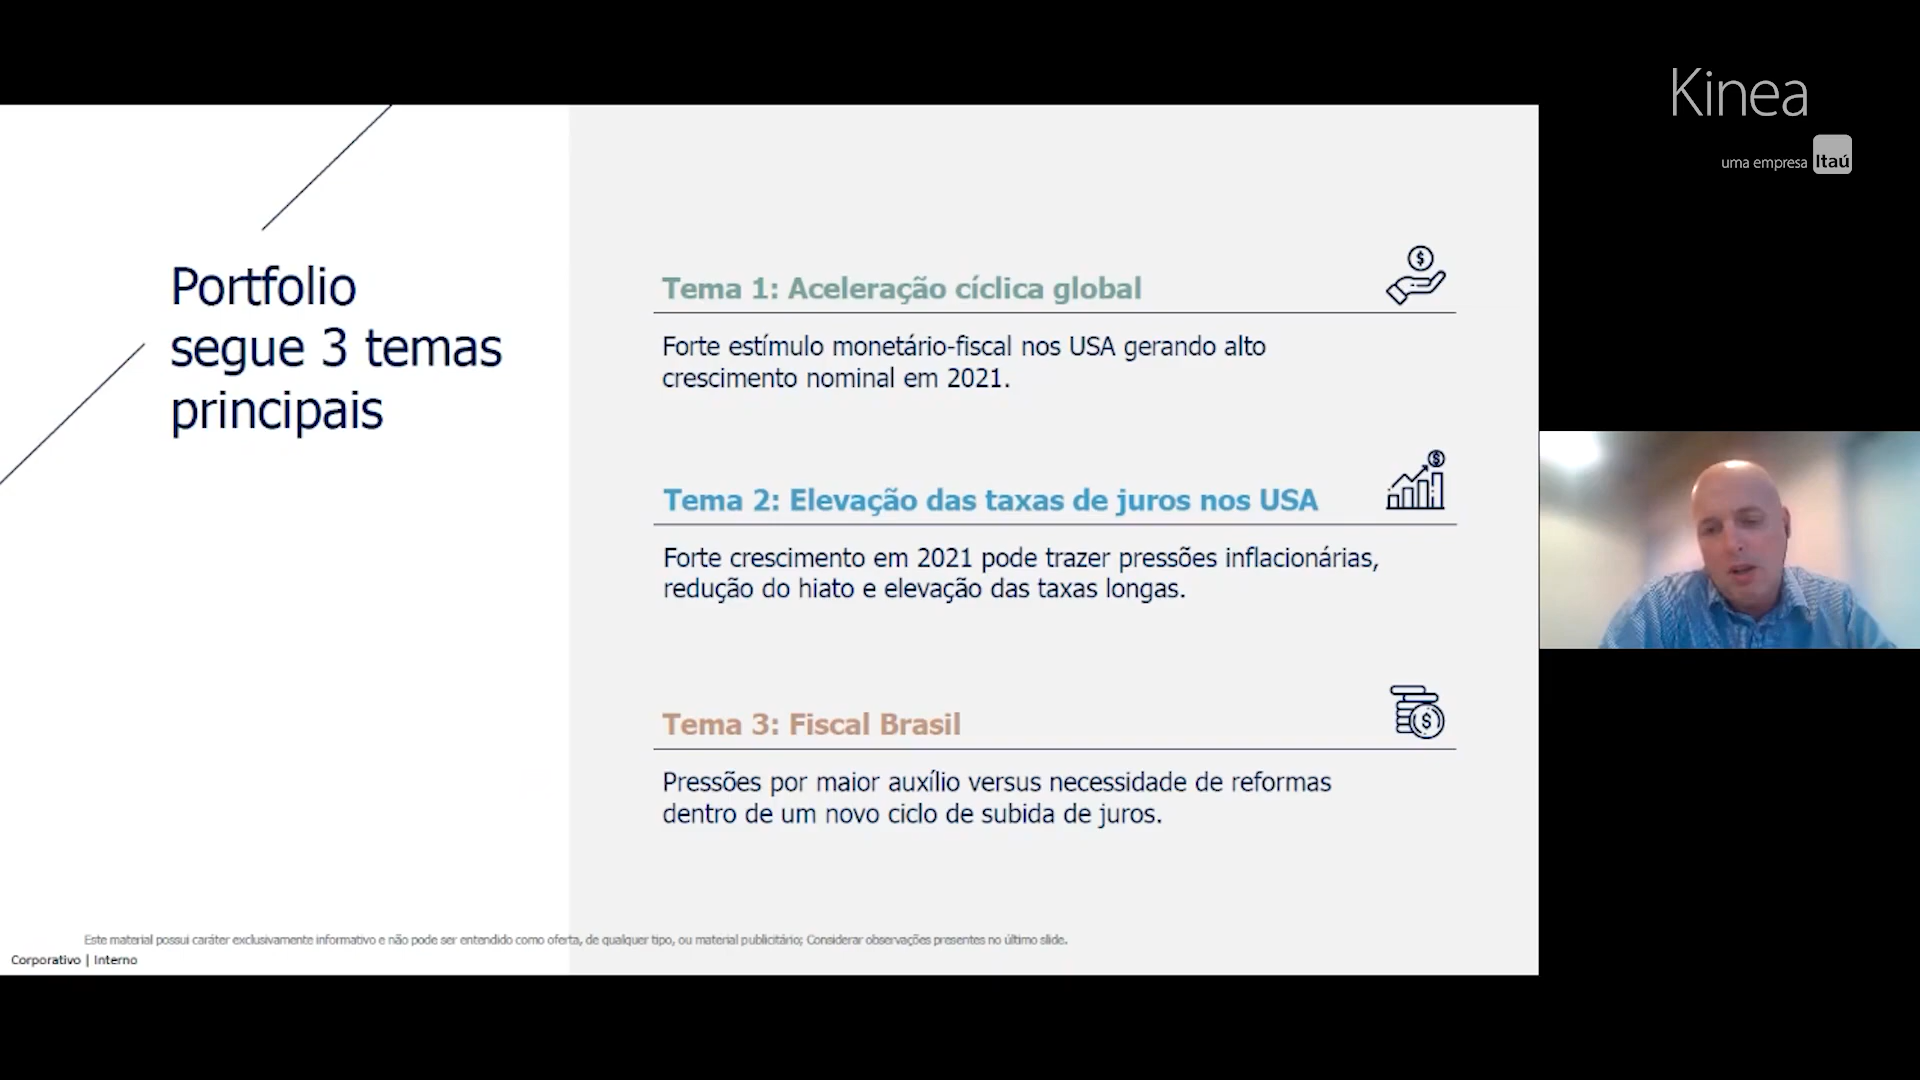 Kinea
uma empresa Itaú
Portfolio
segue 3 temas
principais
Tema 1: Aceleração cíclica global
Forte estímulo monetário-fiscal nos USA gerando alto
crescimento nominal em 2021.
Tema 2: Elevação das taxas de juros nos USA
Forte crescimento em 2021 pode trazer pressões inflacionárias,
redução do hiato e elevação das taxas longas.
Tema 3: Fiscal Brasil
Pressões por maior auxílio versus necessidade de reformas
dentro de um novo ciclo de subida de juros.
Este material possui caráter exclusivamente informativo e não pode ser entendido como oferta, de qualquer tipo, ou material publicitário; Considerar observações presentes no último slide.
Corporativo | Interno